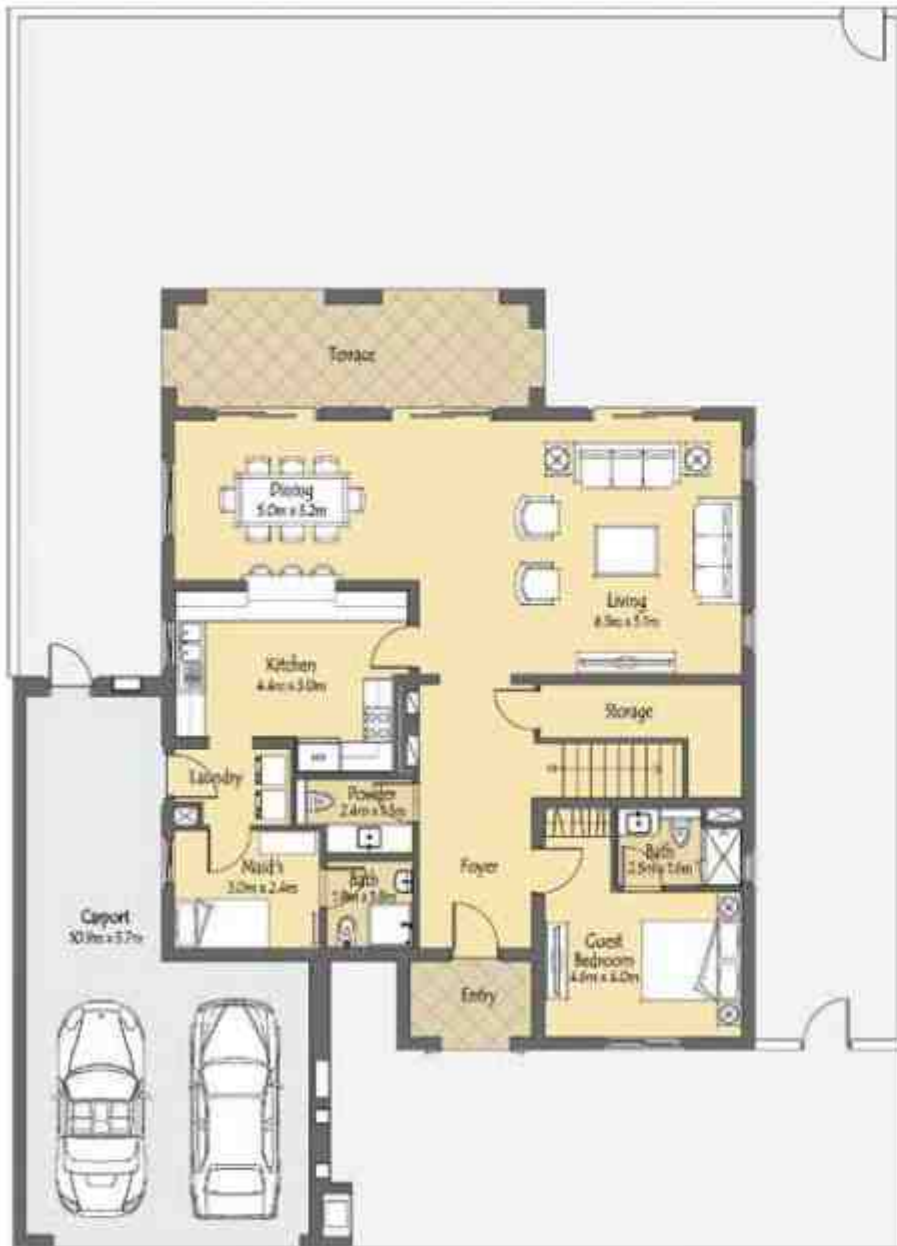 Terrace
Dining
5.0m x 3.2m
Living
Kitchen
4.4m x 3.0m
Storage
Laundry
Powder
Maid's
3.0m x 2.4m
Bath
Foyer
Bath
Carport
Guest
Bedroom
Entry